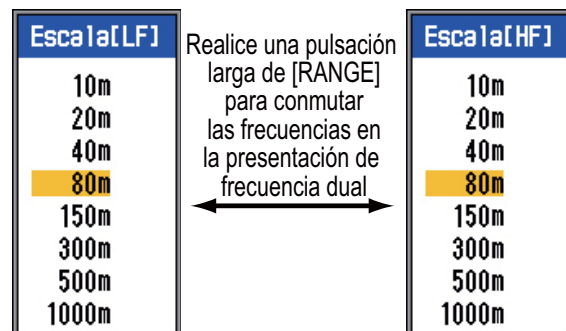 Escala[LF]
10m
20m
40m
80m
150m
300m
500m
1000m
Realice una pulsación
larga de [RANGE]
para conmutar
las frecuencias en
la presentación de
frecuencia dual
Escala[HF]
10m
20m
40m
80m
150m
300m
500m
1000m